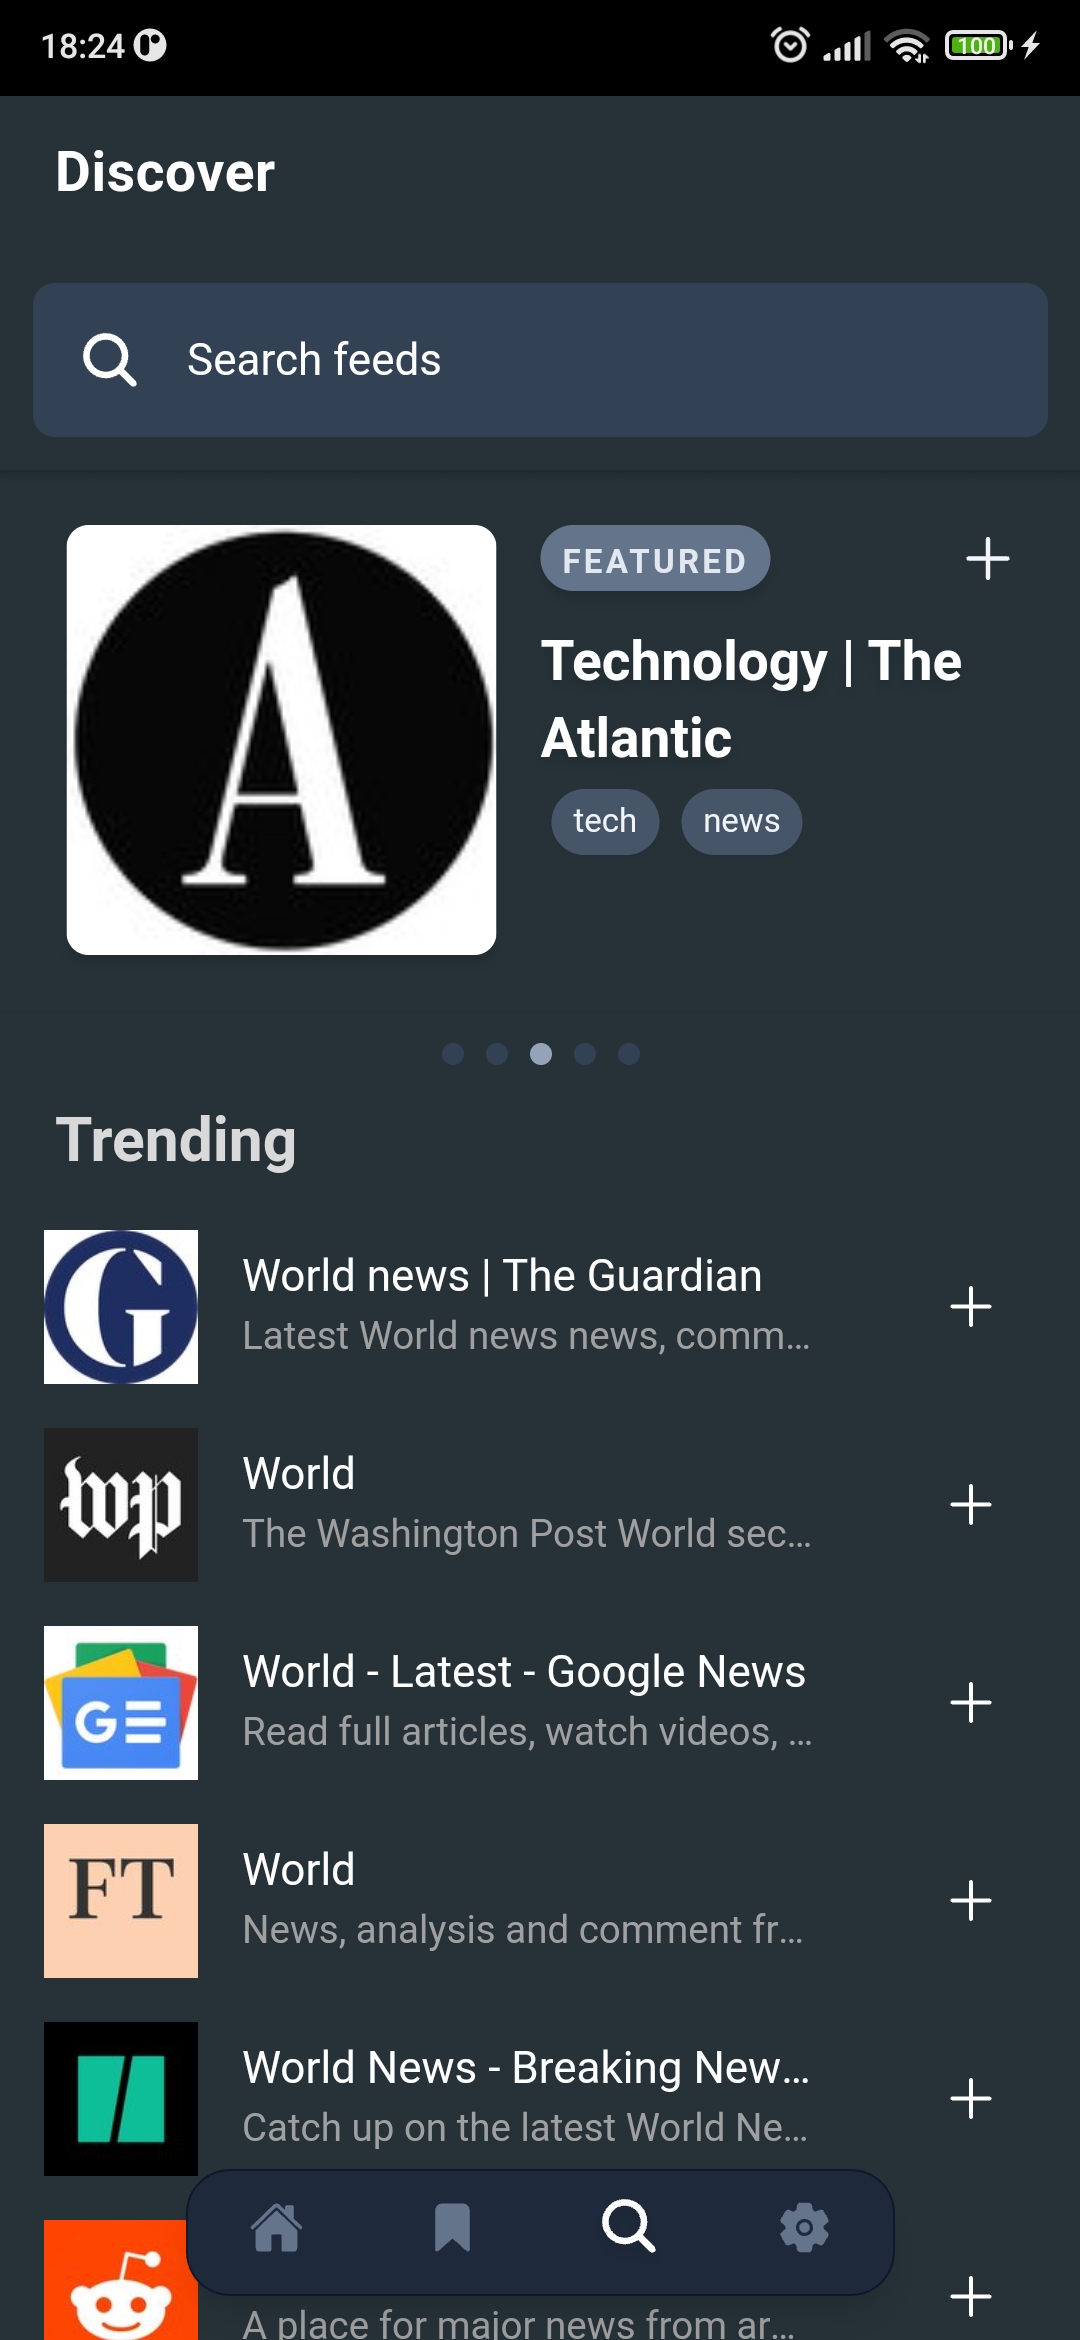 18:24
100
Discover
Search feeds
A
FEATURED
Technology | The
Atlantic
tech news
Trending
G
World news | The Guardian
Latest World news news, comm…
wp
World
The Washington Post World sec…
GE
World - Latest - Google News
Read full articles, watch videos, …
FT
World
News, analysis and comment fr…
World News - Breaking New…
Catch up on the latest World Ne…
A place for major news from ar…